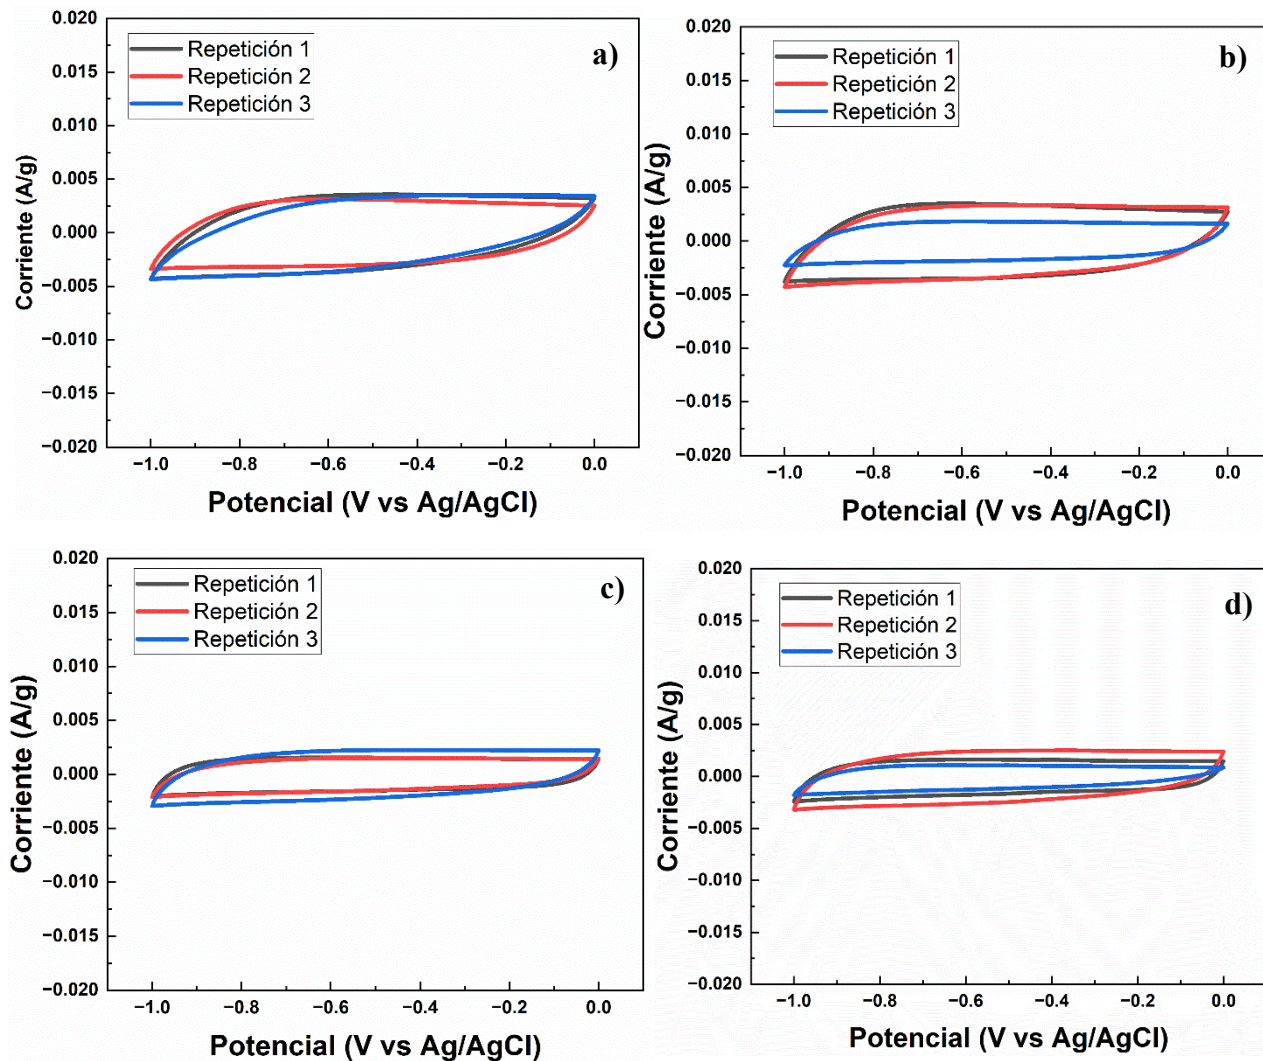 0.020
0.015
0.010
0.005
0.000
−0.005
−0.010
−0.015
−0.020
Corriente (A/g)
Repetición 1
Repetición 2
Repetición 3
a)
−1.0 −0.8 −0.6 −0.4 −0.2 0.0
Potencial (V vs Ag/AgCl)
0.020
0.015
0.010
0.005
0.000
−0.005
−0.010
−0.015
−0.020
Corriente (A/g)
Repetición 1
Repetición 2
Repetición 3
b)
−1.0 −0.8 −0.6 −0.4 −0.2 0.0
Potencial (V vs Ag/AgCl)
0.020
0.015
0.010
0.005
0.000
−0.005
−0.010
−0.015
−0.020
Corriente (A/g)
Repetición 1
Repetición 2
Repetición 3
c)
−1.0 −0.8 −0.6 −0.4 −0.2 0.0
Potencial (V vs Ag/AgCl)
0.020
0.015
0.010
0.005
0.000
−0.005
−0.010
−0.015
−0.020
Corriente (A/g)
Repetición 1
Repetición 2
Repetición 3
d)
−1.0 −0.8 −0.6 −0.4 −0.2 0.0
Potencial (V vs Ag/AgCl)